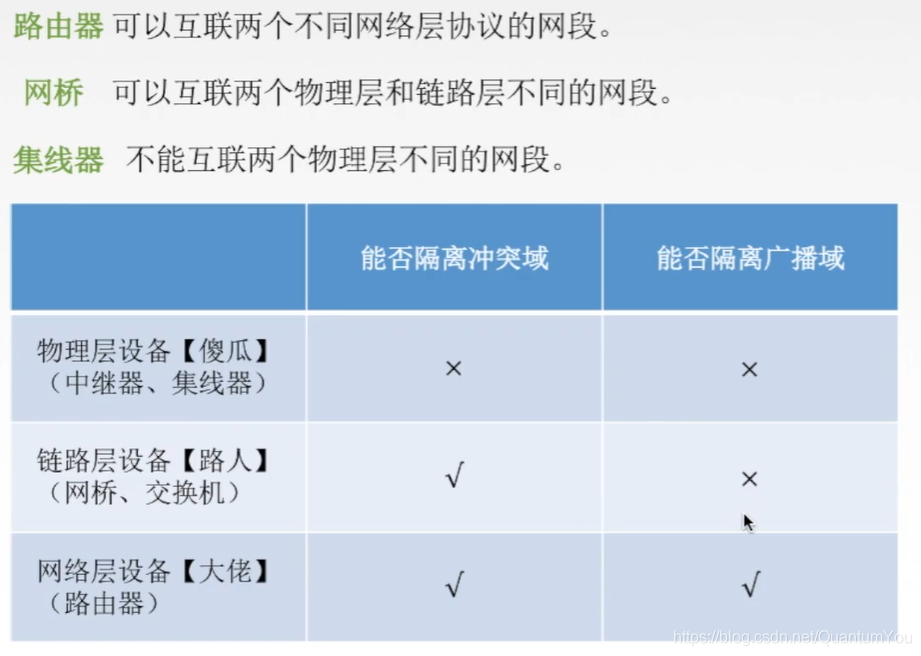 路由器 可以互联两个不同网络层协议的网段。
网桥 可以互联两个物理层和链路层不同的网段。
集线器 不能互联两个物理层不同的网段。
能否隔离冲突域 能否隔离广播域
物理层设备【傻瓜】
（中继器、集线器） × ×
链路层设备【路人】
（网桥、交换机） √ ×
网络层设备【大佬】
（路由器） √ √
https://blog.csdn.net/QuantumYou